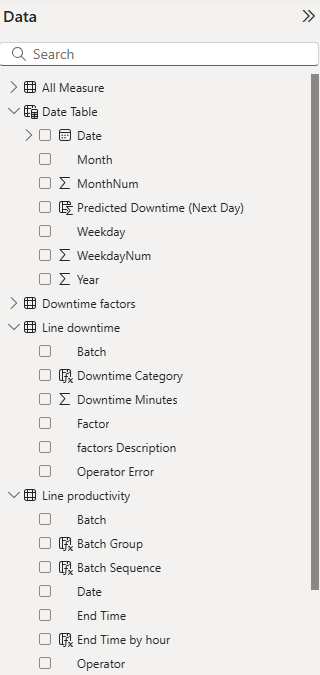 Data
Search
All Measure
Date Table
Date
Month
MonthNum
Predicted Downtime (Next Day)
Weekday
WeekdayNum
Year
Downtime factors
Line downtime
Batch
Downtime Category
Downtime Minutes
Factor
factors Description
Operator Error
Line productivity
Batch
Batch Group
Batch Sequence
Date
End Time
End Time by hour
Operator